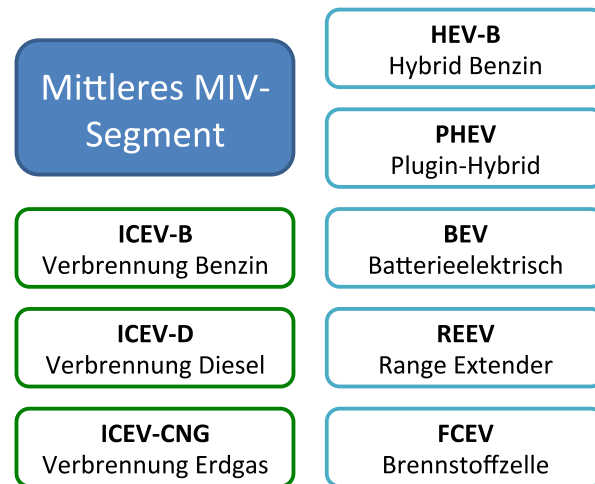 Mittleres MIV-
Segment
ICEV-B
Verbrennung Benzin
ICEV-D
Verbrennung Diesel
ICEV-CNG
Verbrennung Erdgas
HEV-B
Hybrid Benzin
PHEV
Plugin-Hybrid
BEV
Batterieelektrisch
REEV
Range Extender
FCEV
Brennstoffzelle